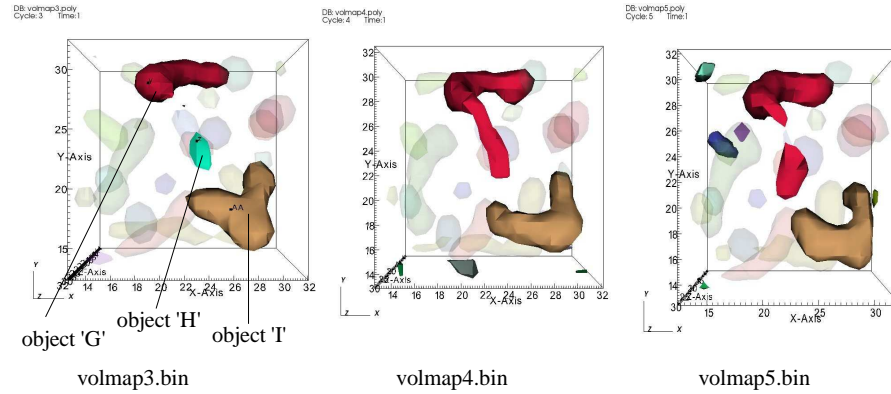 DB: volmap3.poly
Cycle: 3 Time:1
DB: volmap4.poly
Cycle: 4 Time:1
DB: volmap5.poly
Cycle: 5 Time:1
30
25
Y-Axis
20
15
Z-Axis
AA
12 14 16 18 20 22 24 26 28 30 32
X-Axis
Y
Z X
32
30
28
26
24
Y-Axis
22
20
18
16
14
Z-Axis
14 16 18 20 22 24 26 28 30 32
X-Axis
Y
Z X
30
28
26
24
22
Y-Axis
20
18
16
14
Z-Axis
15 20 25 30
X-Axis
Y
Z X
object 'G'
object 'H'
object 'I'
volmap3.bin
volmap4.bin
volmap5.bin